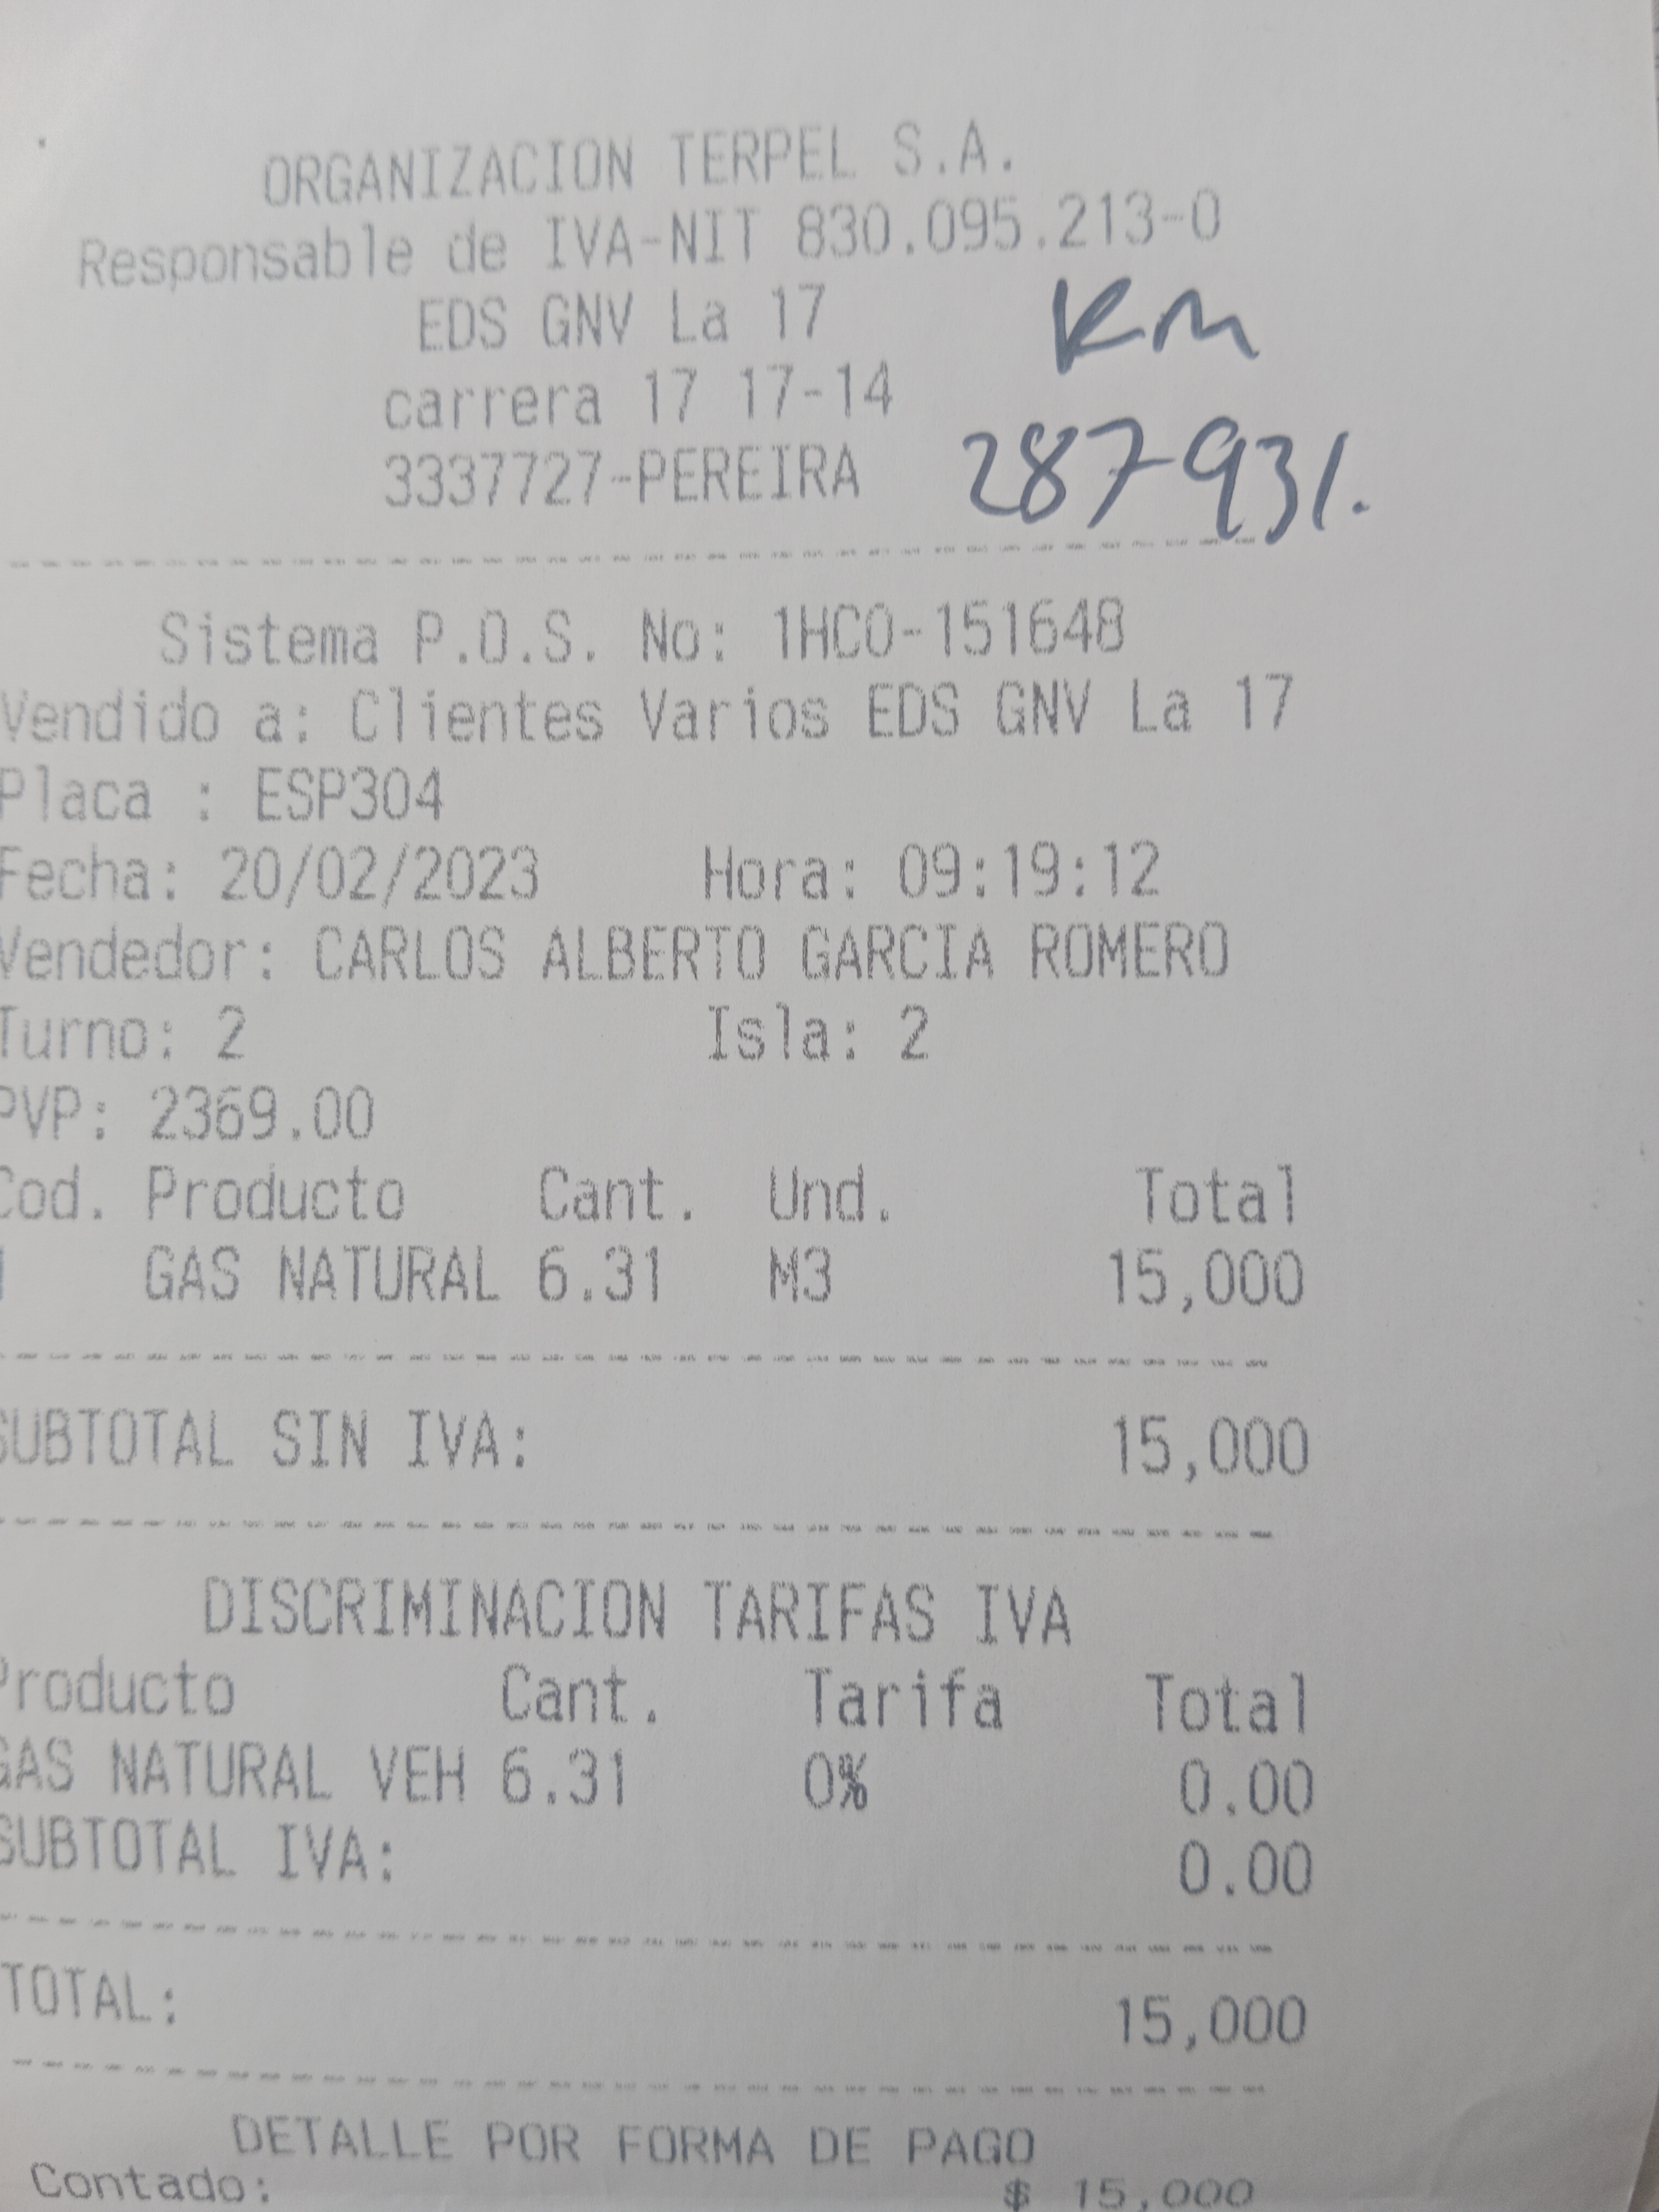 ORGANIZACION TERPEL S.A.
Responsable de IVA-NIT 830.095.213-0
EDS GNV La 17
carrera 17 17-14
3337727-PEREIRA
Km
287931.
Sistema P.O.S. No: 1HC0-151648
Vendido a: Clientes Varios EDS GNV La 17
Placa : ESP304
Fecha: 20/02/2023 Hora: 09:19:12
Vendedor: CARLOS ALBERTO GARCIA ROMERO
Turno: 2 Isla: 2
PVP: 2369.00
Cod. Producto Cant. Und. Total
GAS NATURAL 6.31 M3 15,000
SUBTOTAL SIN IVA: 15,000
DISCRIMINACION TARIFAS IVA
Producto Cant. Tarifa Total
GAS NATURAL VEH 6.31 0% 0.00
SUBTOTAL IVA: 0.00
TOTAL: 15,000
DETALLE POR FORMA DE PAGO
Contado: $ 15,000